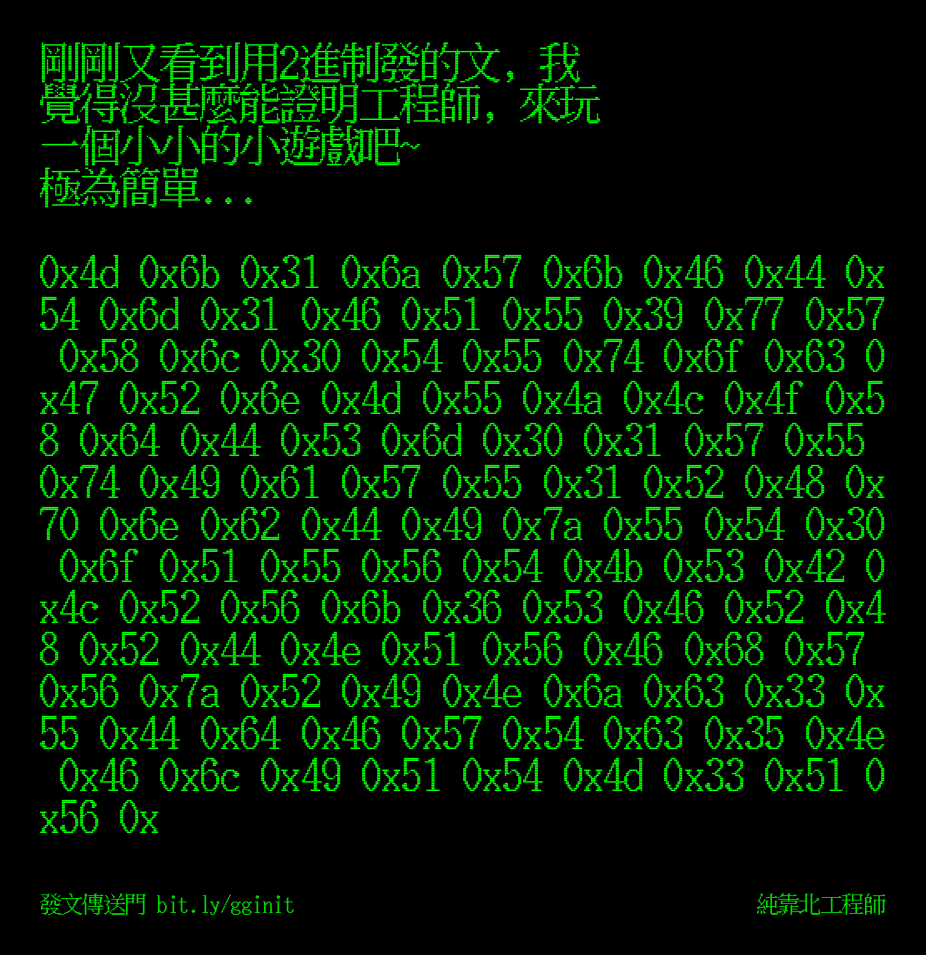 剛剛又看到用2進制發的文, 我
覺得沒甚麼能證明工程師, 來玩
一個小小的小遊戲吧~
極為簡單...
0x4d 0x6b 0x31 0x6a 0x57 0x6b 0x46 0x44 0x
54 0x6d 0x31 0x46 0x51 0x55 0x39 0x77 0x57
0x58 0x6c 0x30 0x54 0x55 0x74 0x6f 0x63 0
x47 0x52 0x6e 0x4d 0x55 0x4a 0x4c 0x4f 0x5
8 0x64 0x44 0x53 0x6d 0x30 0x31 0x57 0x55
0x74 0x49 0x61 0x57 0x55 0x31 0x52 0x48 0x
70 0x6e 0x62 0x44 0x49 0x7a 0x55 0x54 0x30
0x6f 0x51 0x55 0x56 0x54 0x4b 0x53 0x42 0
x4c 0x52 0x56 0x6b 0x36 0x53 0x46 0x52 0x4
8 0x52 0x44 0x4e 0x51 0x56 0x46 0x68 0x57
0x56 0x7a 0x52 0x49 0x4e 0x6a 0x63 0x33 0x
55 0x44 0x64 0x46 0x57 0x54 0x63 0x35 0x4e
0x46 0x6c 0x49 0x51 0x54 0x4d 0x33 0x51 0
x56 0x
發文傳送門 bit.ly/gginit
純靠北工程師